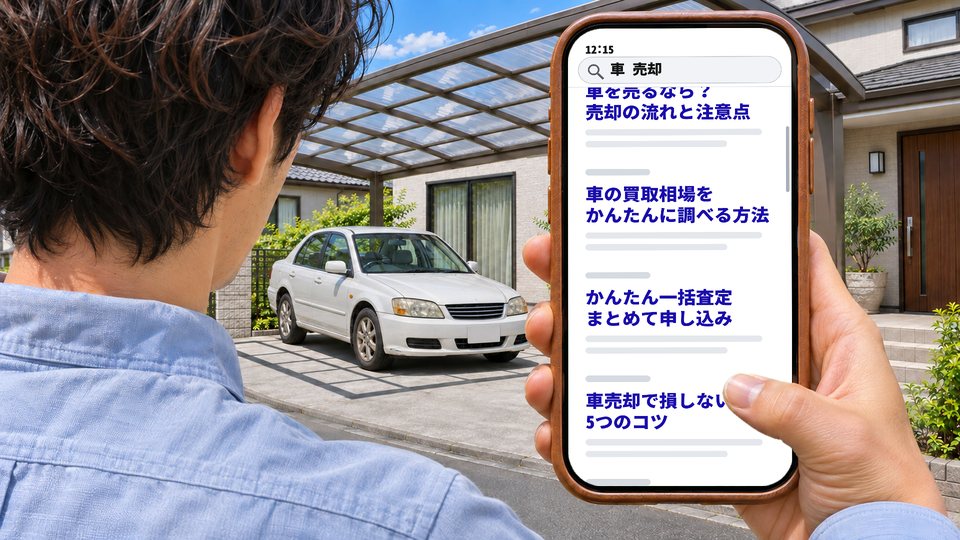 12:15
車 売却
車を売るなら？
売却の流れと注意点
車の買取相場を
かんたんに調べる方法
かんたん一括査定
まとめて申し込み
車売却で損しない
5つのコツ